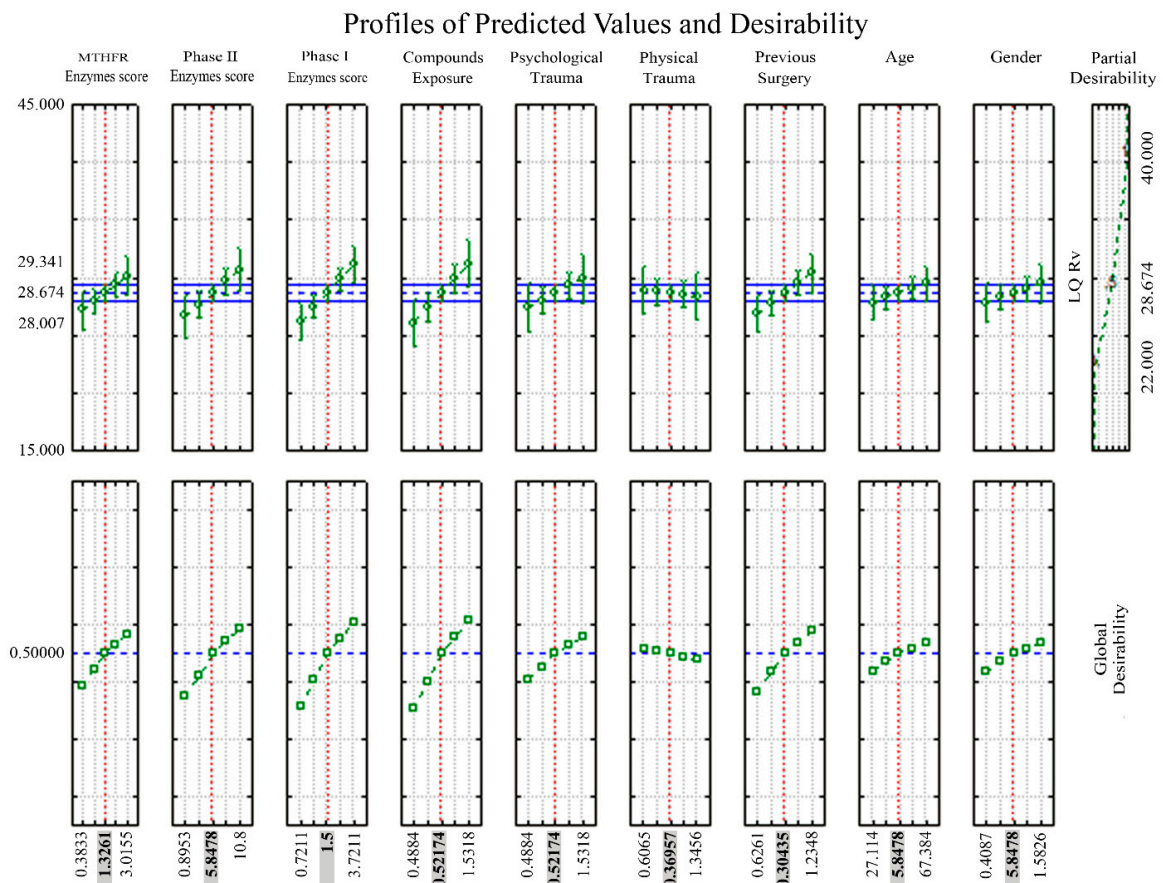 Profiles of Predicted Values and Desirability
MTHFR
Enzymes score
Phase II
Enzymes score
Phase I
Enzymes score
Compounds
Exposure
Psychological
Trauma
Physical
Trauma
Previous
Surgery
Age
Gender
Partial
Desirability
45.000
29.341
28.674
28.007
15.000
LQ Rv
40.000
28.674
22.000
0.50000
Global
Desirability
0.3833
1.3261
3.0155
0.8953
5.8478
10.8
0.7211
1.5
3.7211
0.4884
0.52174
1.5318
0.4884
0.52174
1.5318
0.6065
0.36957
1.3456
0.6261
0.30435
1.2348
27.114
5.8478
67.384
0.4087
5.8478
1.5826